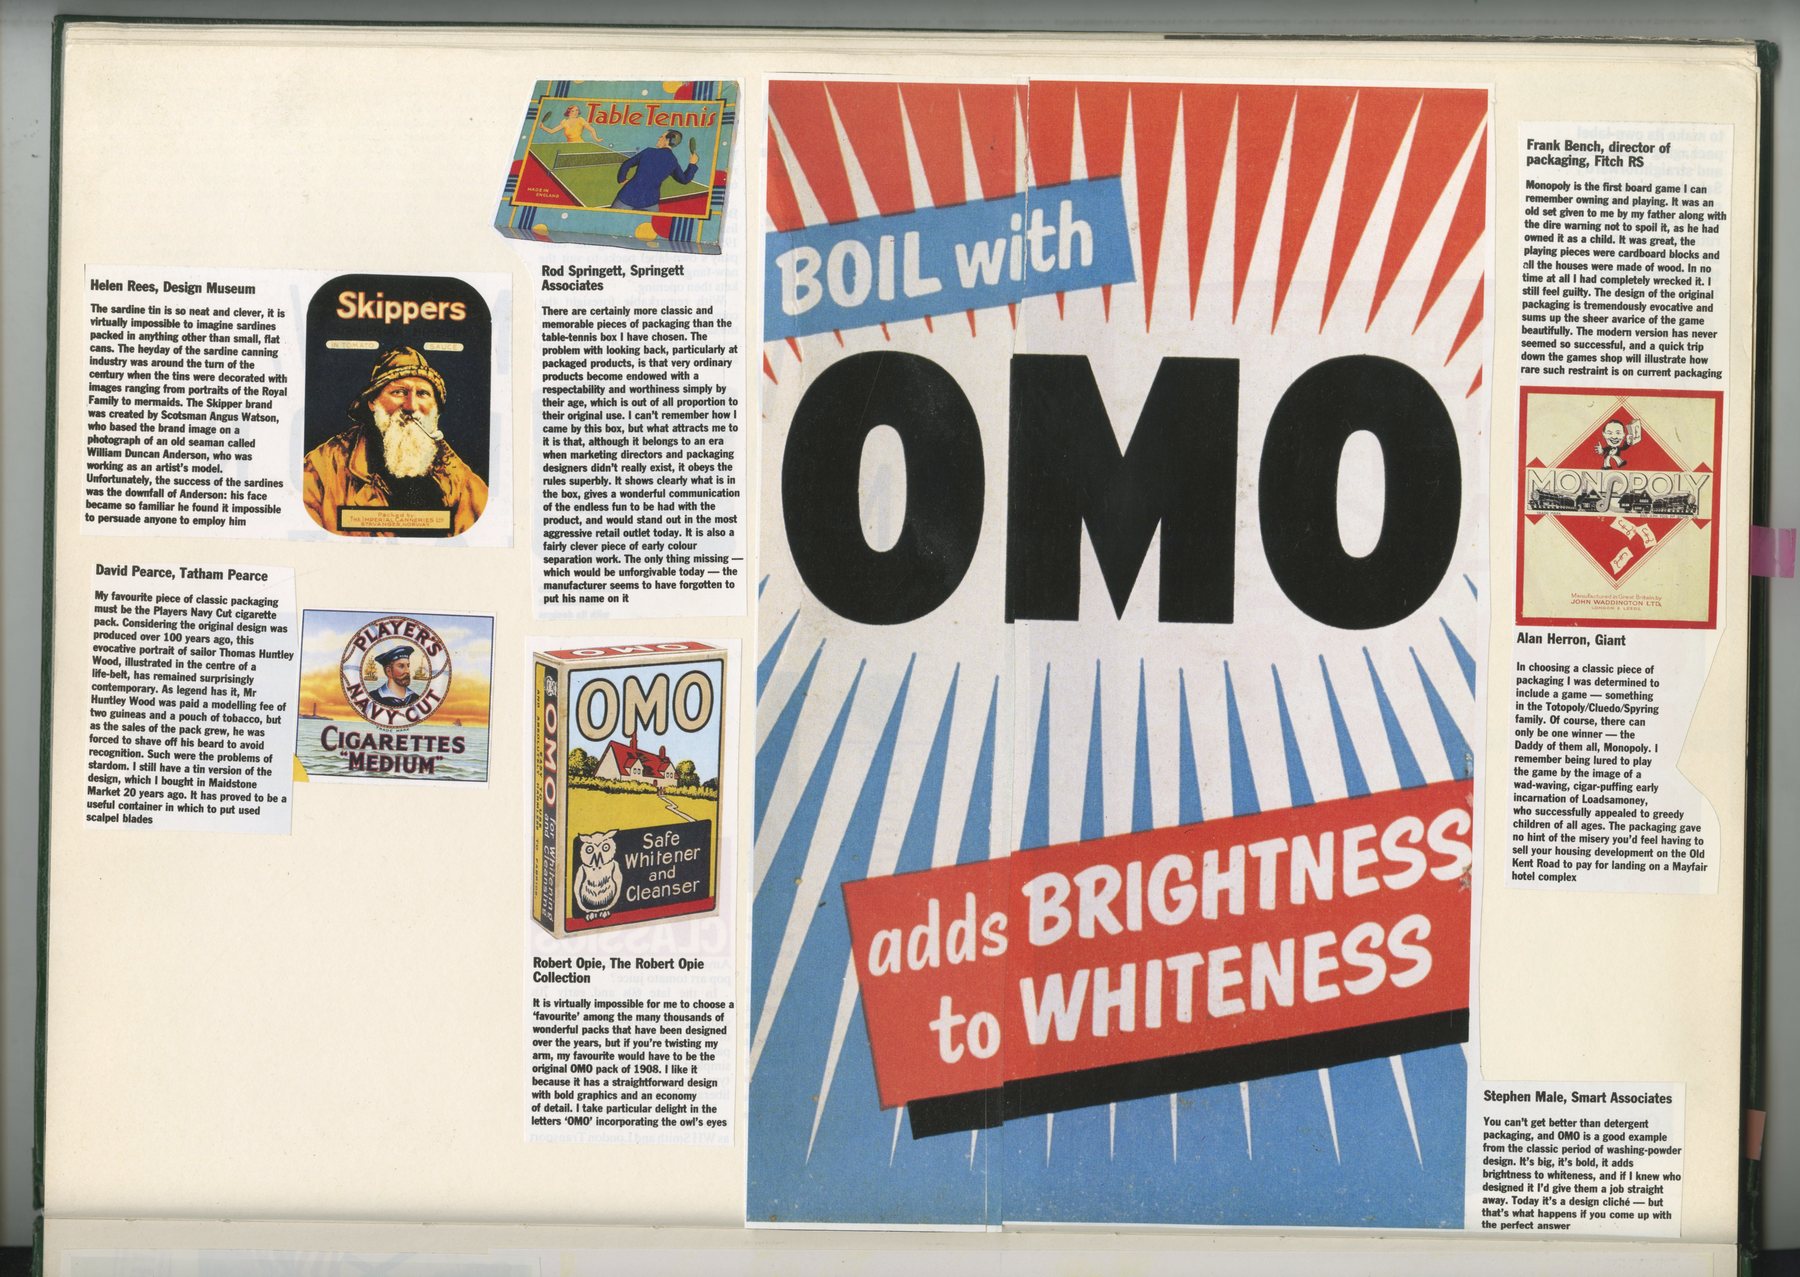 Helen Rees, Design Museum
The sardine tin is so neat and clever, it is
virtually impossible to imagine sardines
packed in anything other than small, flat
cans. The heyday of the sardine canning
industry was around the turn of the
century when the tins were decorated with
images ranging from portraits of the Royal
Family to mermaids. The Skipper brand
was created by Scotsman Angus Watson,
who based the brand image on a
photograph of an old seaman called
William Duncan Anderson, who was
working as an artist's model.
Unfortunately, the success of the sardines
was the downfall of Anderson: his face
became so familiar he found it impossible
to persuade anyone to employ him
Skippers
IN TOMATO SAUCE
Packed by
THE IMPERIAL CANNERIES LTD
STAVANGER, NORWAY
David Pearce, Tatham Pearce
My favourite piece of classic packaging
must be the Players Navy Cut cigarette
pack. Considering the original design was
produced over 100 years ago, this
evocative portrait of sailor Thomas Huntley
Wood, illustrated in the centre of a
life-belt, has remained surprisingly
contemporary. As legend has it, Mr
Huntley Wood was paid a modelling fee of
two guineas and a pouch of tobacco, but
as the sales of the pack grew, he was
forced to shave off his beard to avoid
recognition. Such were the problems of
stardom. I still have a tin version of the
design, which I bought in Maidstone
Market 20 years ago. It has proved to be a
useful container in which to put used
scalpel blades
PLAYER'S
NAVY CUT
TRADE MARK
CIGARETTES
"MEDIUM"
Table Tennis
MADE IN
ENGLAND
Rod Springett, Springett
Associates
There are certainly more classic and
memorable pieces of packaging than the
table-tennis box I have chosen. The
problem with looking back, particularly at
packaged products, is that very ordinary
products become endowed with a
respectability and worthiness simply by
their age, which is out of all proportion to
their original use. I can't remember how I
came by this box, but what attracts me to
it is that, although it belongs to an era
when marketing directors and packaging
designers didn't really exist, it obeys the
rules superbly. It shows clearly what is in
the box, gives a wonderful communication
of the endless fun to be had with the
product, and would stand out in the most
aggressive retail outlet today. It is also a
fairly clever piece of early colour
separation work. The only thing missing —
which would be unforgivable today — the
manufacturer seems to have forgotten to
put his name on it
OMO
Safe
Whitener
and
Cleanser
OMO for Whitening
and Cleaning
Robert Opie, The Robert Opie
Collection
It is virtually impossible for me to choose a
'favourite' among the many thousands of
wonderful packs that have been designed
over the years, but if you're twisting my
arm, my favourite would have to be the
original OMO pack of 1908. I like it
because it has a straightforward design
with bold graphics and an economy
of detail. I take particular delight in the
letters 'OMO' incorporating the owl's eyes
BOIL with
OMO
adds BRIGHTNESS
to WHITENESS
Frank Bench, director of
packaging, Fitch RS
Monopoly is the first board game I can
remember owning and playing. It was an
old set given to me by my father along with
the dire warning not to spoil it, as he had
owned it as a child. It was great, the
playing pieces were cardboard blocks and
all the houses were made of wood. In no
time at all I had completely wrecked it. I
still feel guilty. The design of the original
packaging is tremendously evocative and
sums up the sheer avarice of the game
beautifully. The modern version has never
seemed so successful, and a quick trip
down the games shop will illustrate how
rare such restraint is on current packaging
MONOPOLY
Manufactured in Great Britain by
JOHN WADDINGTON LTD.
LONDON & LEEDS
Alan Herron, Giant
In choosing a classic piece of
packaging I was determined to
include a game — something
in the Totopoly/Cluedo/Spyring
family. Of course, there can
only be one winner — the
Daddy of them all, Monopoly. I
remember being lured to play
the game by the image of a
wad-waving, cigar-puffing early
incarnation of Loadsamoney,
who successfully appealed to greedy
children of all ages. The packaging gave
no hint of the misery you'd feel having to
sell your housing development on the Old
Kent Road to pay for landing on a Mayfair
hotel complex
Stephen Male, Smart Associates
You can't get better than detergent
packaging, and OMO is a good example
from the classic period of washing-powder
design. It's big, it's bold, it adds
brightness to whiteness, and if I knew who
designed it I'd give them a job straight
away. Today it's a design cliché — but
that's what happens if you come up with
the perfect answer